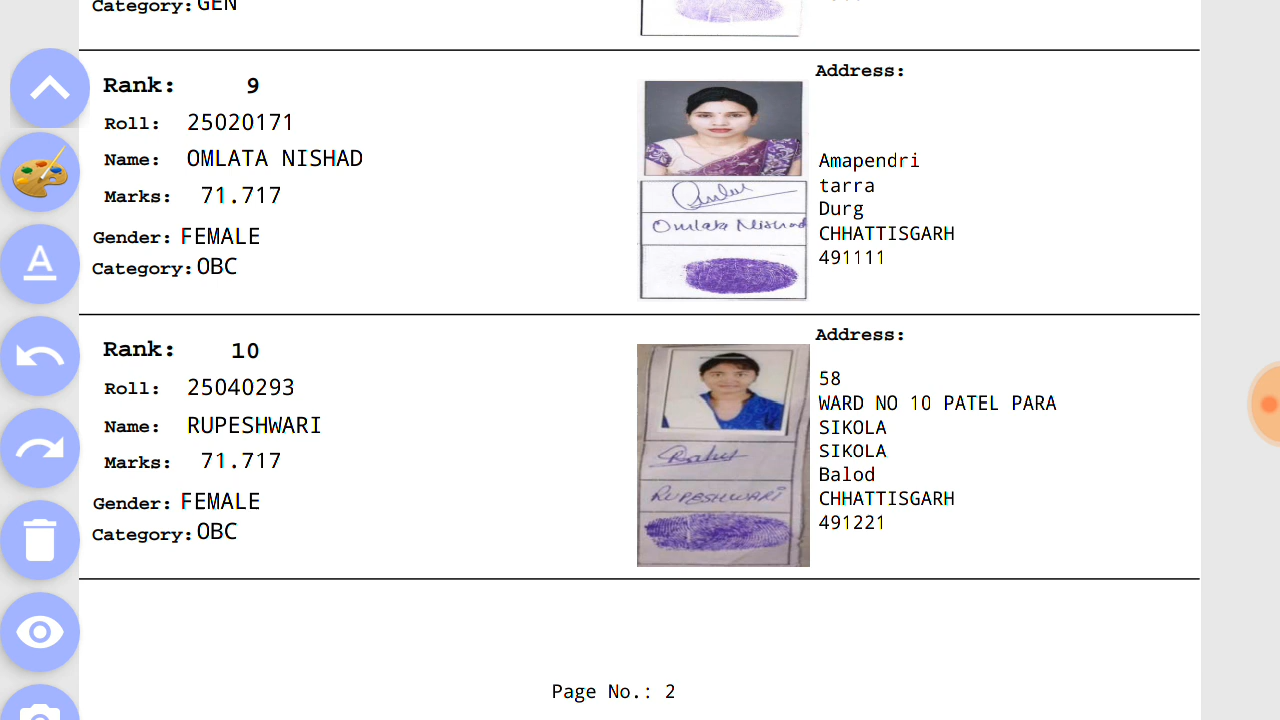 Category: GEN
Rank: 9
Roll: 25020171
Name: OMLATA NISHAD
Marks: 71.717
Gender: FEMALE
Category: OBC
Omlata Nishad
Address:
Amapendri
tarra
Durg
CHHATTISGARH
491111
Rank: 10
Roll: 25040293
Name: RUPESHWARI
Marks: 71.717
Gender: FEMALE
Category: OBC
RUPESHWARI
Address:
58
WARD NO 10 PATEL PARA
SIKOLA
SIKOLA
Balod
CHHATTISGARH
491221
Page No.: 2